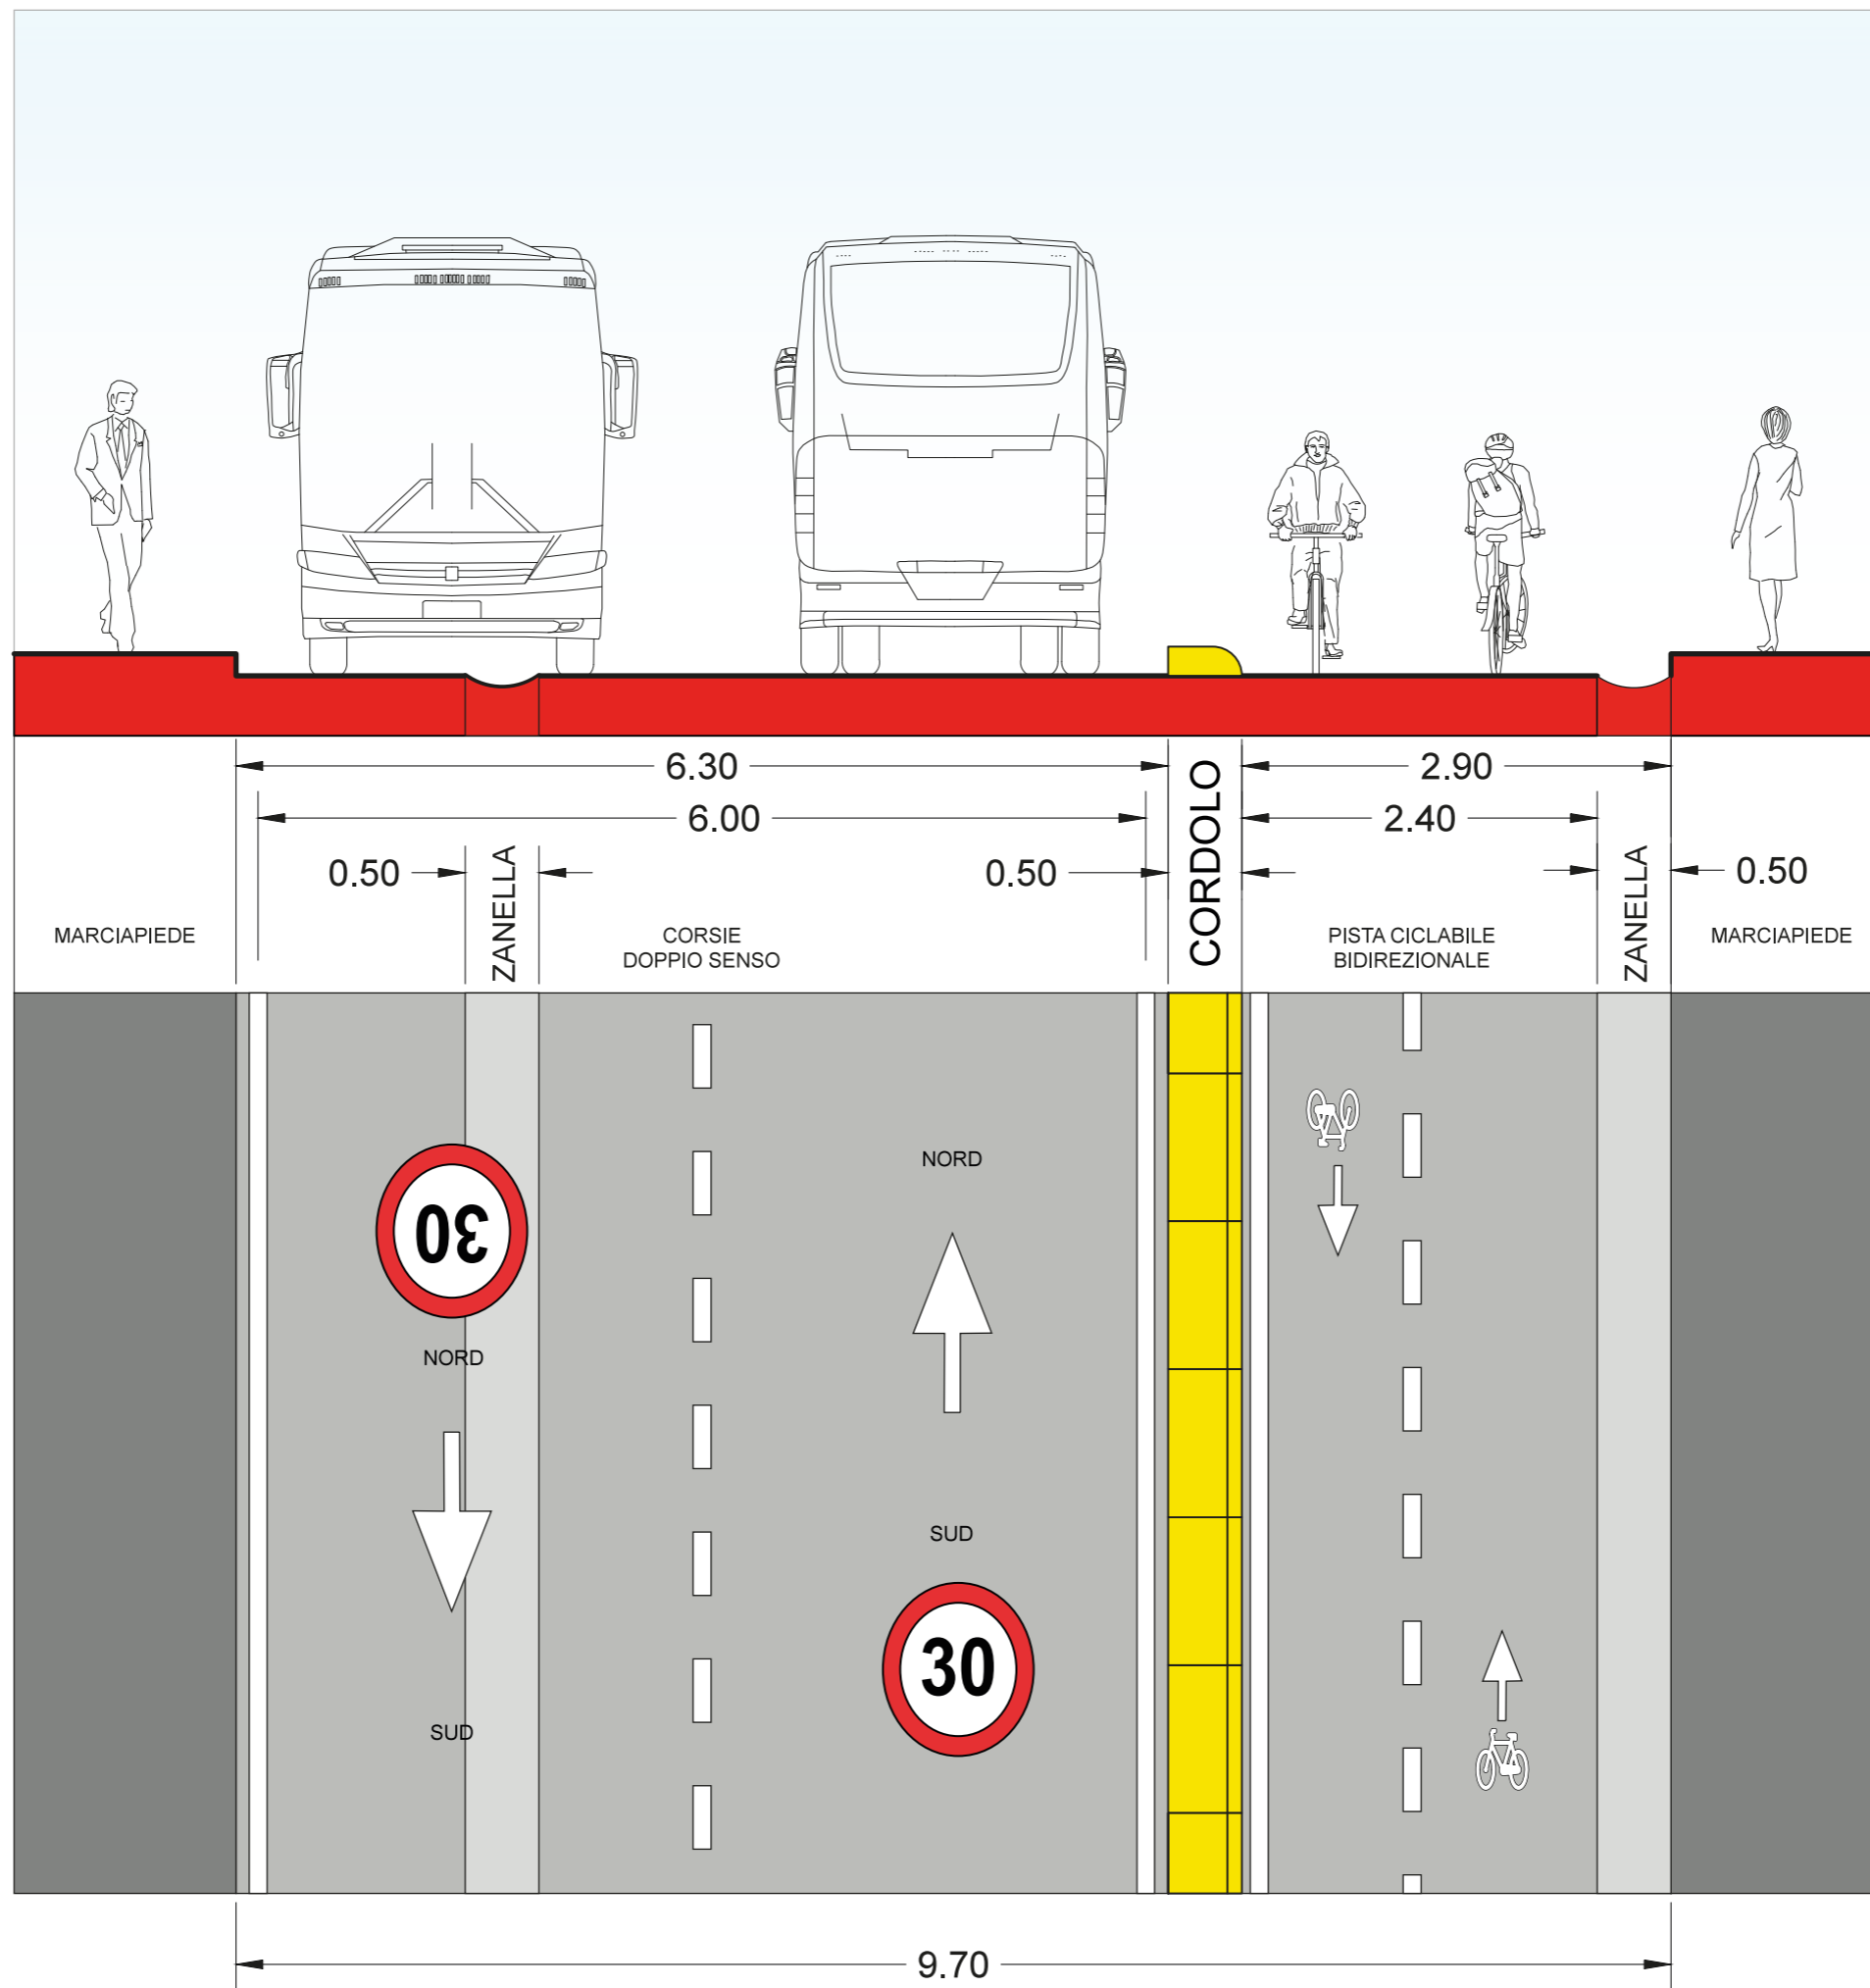 6.30
2.90
6.00
2.40
0.50
ZANELLA
0.50
CORDOLO
ZANELLA
0.50
MARCIAPIEDE
CORSIE
DOPPIO SENSO
PISTA CICLABILE
BIDIREZIONALE
MARCIAPIEDE
30
NORD
SUD
NORD
SUD
30
9.70